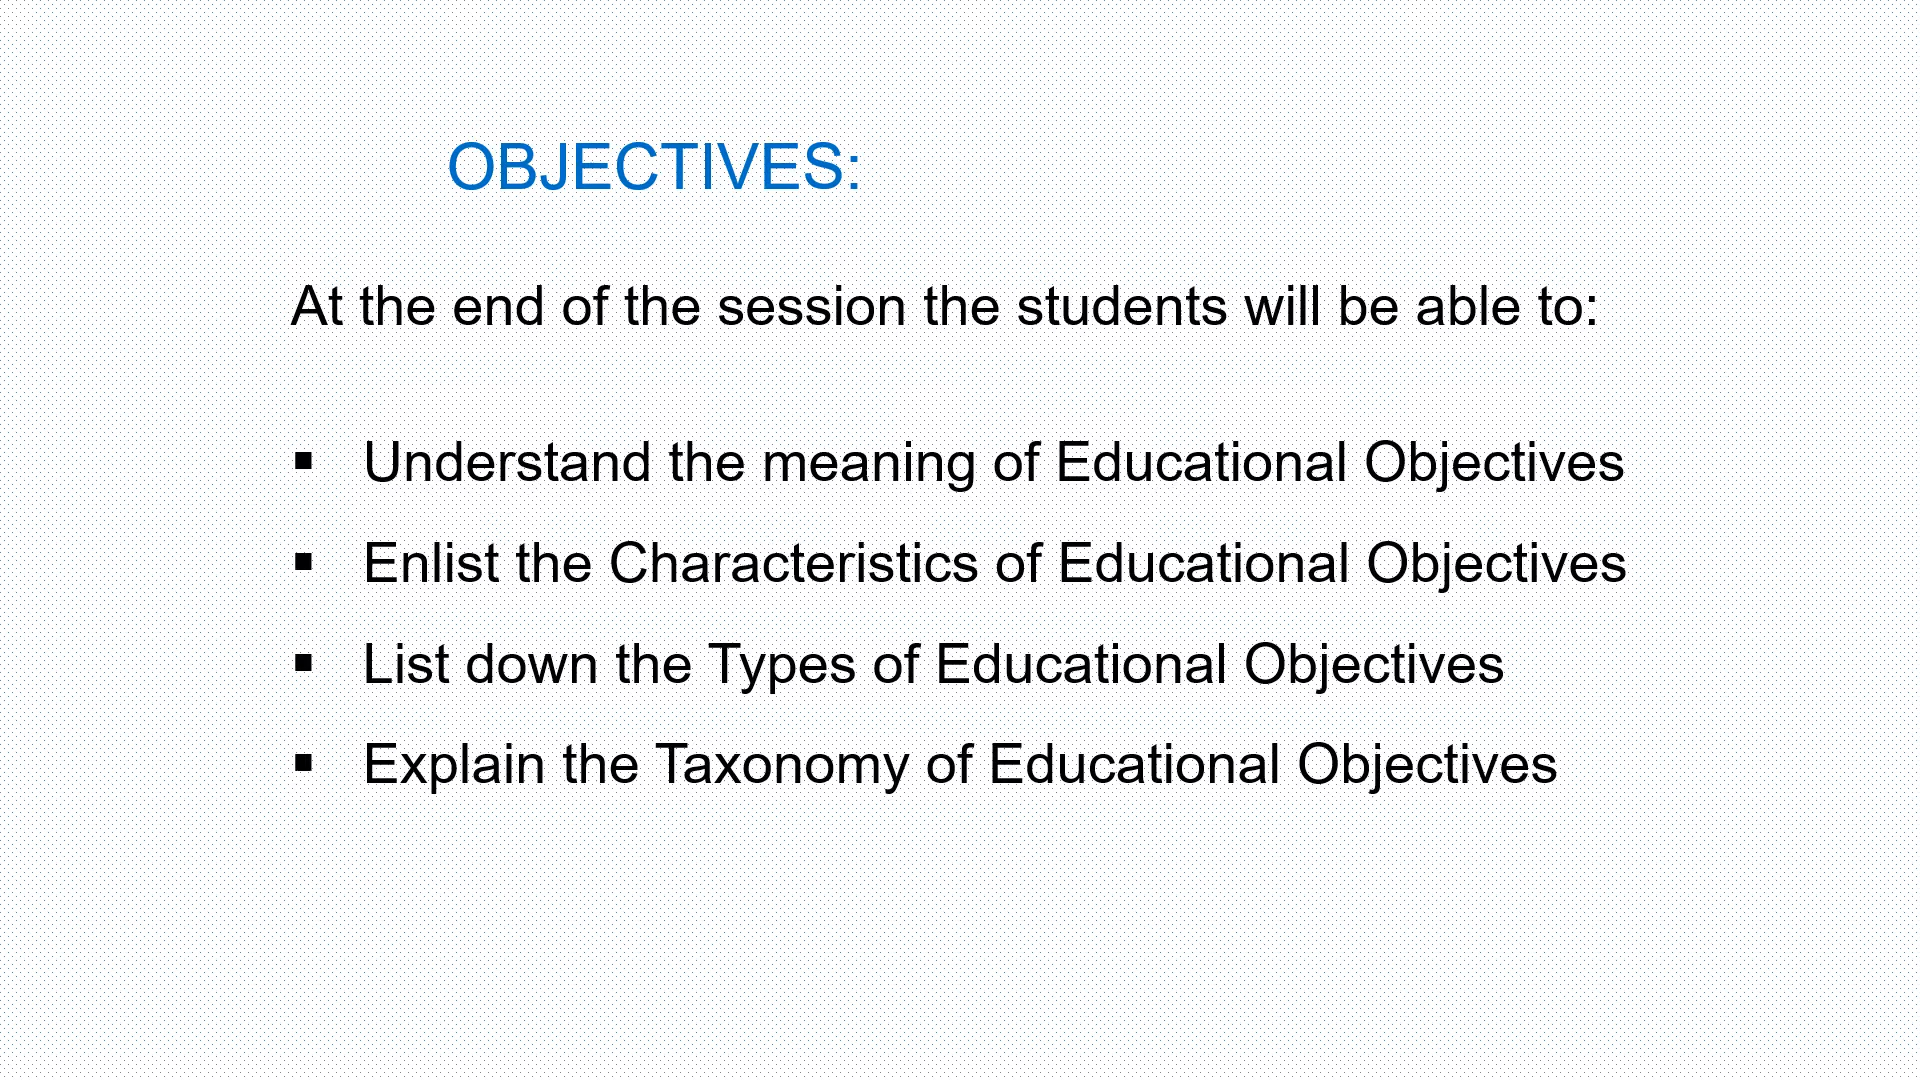 OBJECTIVES:
At the end of the session the students will be able to:
▪ Understand the meaning of Educational Objectives
▪ Enlist the Characteristics of Educational Objectives
▪ List down the Types of Educational Objectives
▪ Explain the Taxonomy of Educational Objectives